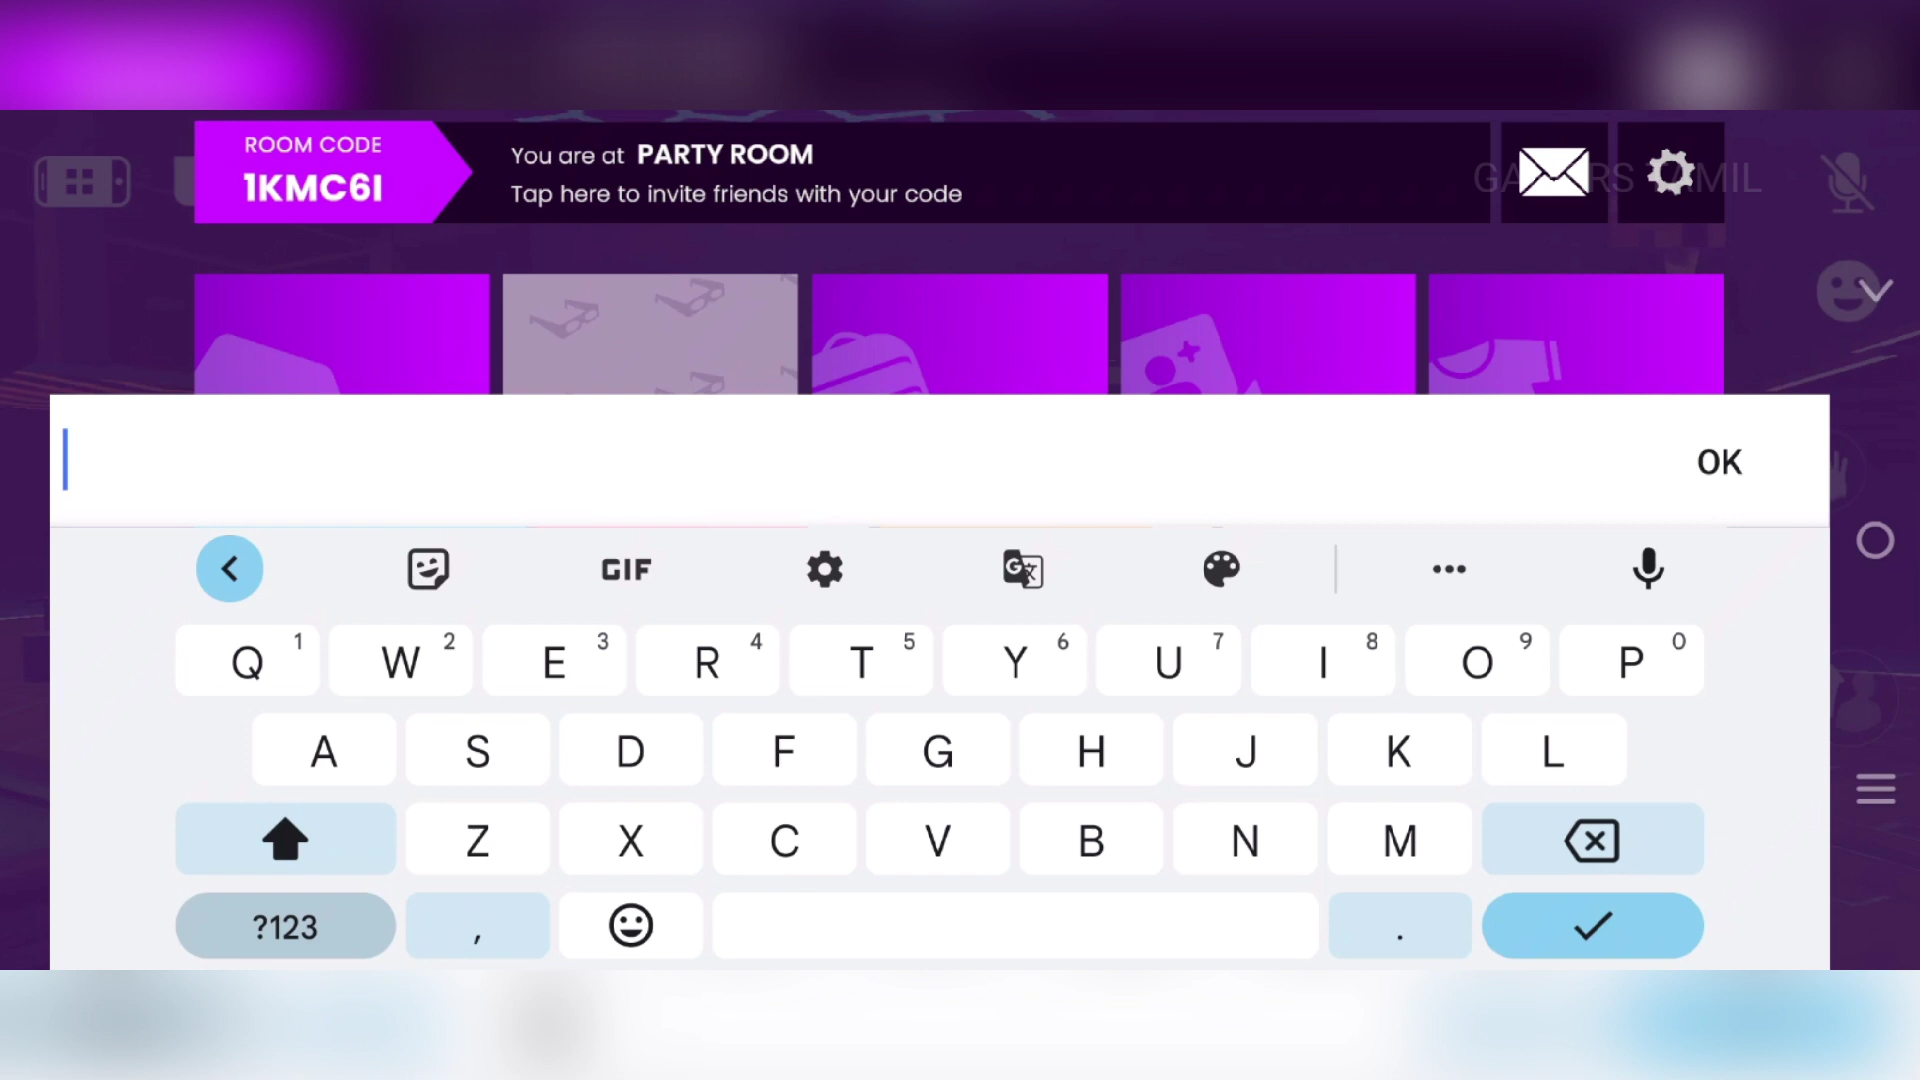 ROOM CODE
1KMC6I
You are at PARTY ROOM
Tap here to invite friends with your code
OK
GIF
Q 1 W 2 E 3 R 4 T 5 Y 6 U 7 I 8 O 9 P 0
A S D F G H J K L
Z X C V B N M
?123 , .